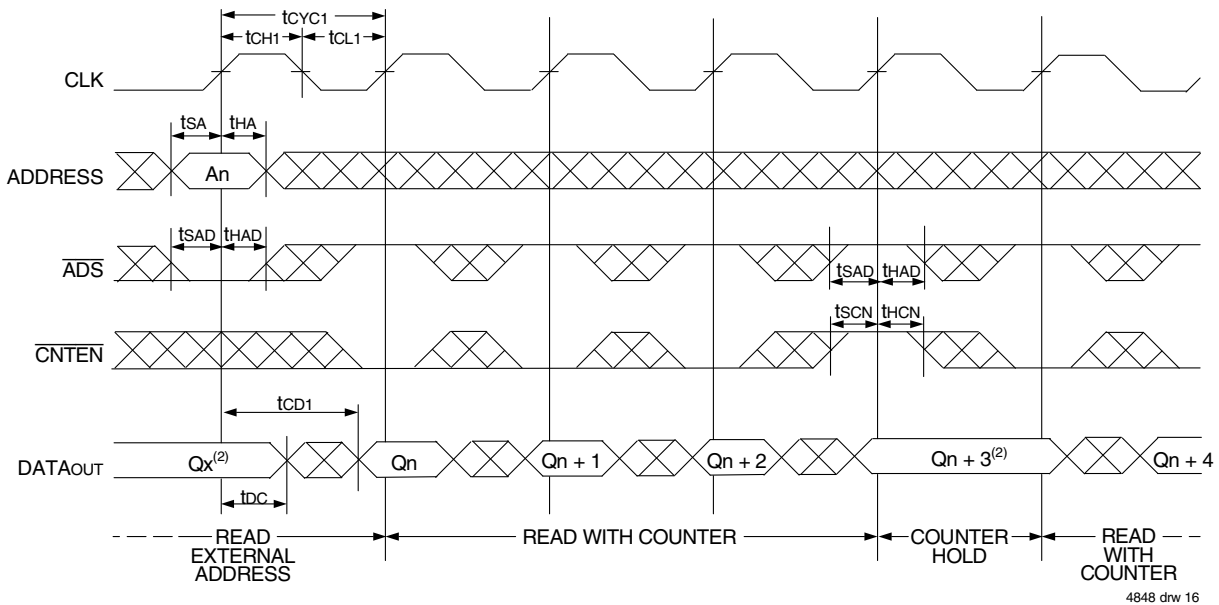 tCYC1
tCH1 tCL1
CLK
tSA tHA
ADDRESS An
tSAD tHAD
ADS
tSAD tHAD
tSCN tHCN
CNTEN
tCD1
DATAOUT Qx(2) Qn Qn + 1 Qn + 2 Qn + 3(2) Qn + 4
tDC
READ EXTERNAL ADDRESS
READ WITH COUNTER
COUNTER HOLD
READ WITH COUNTER
4848 drw 16